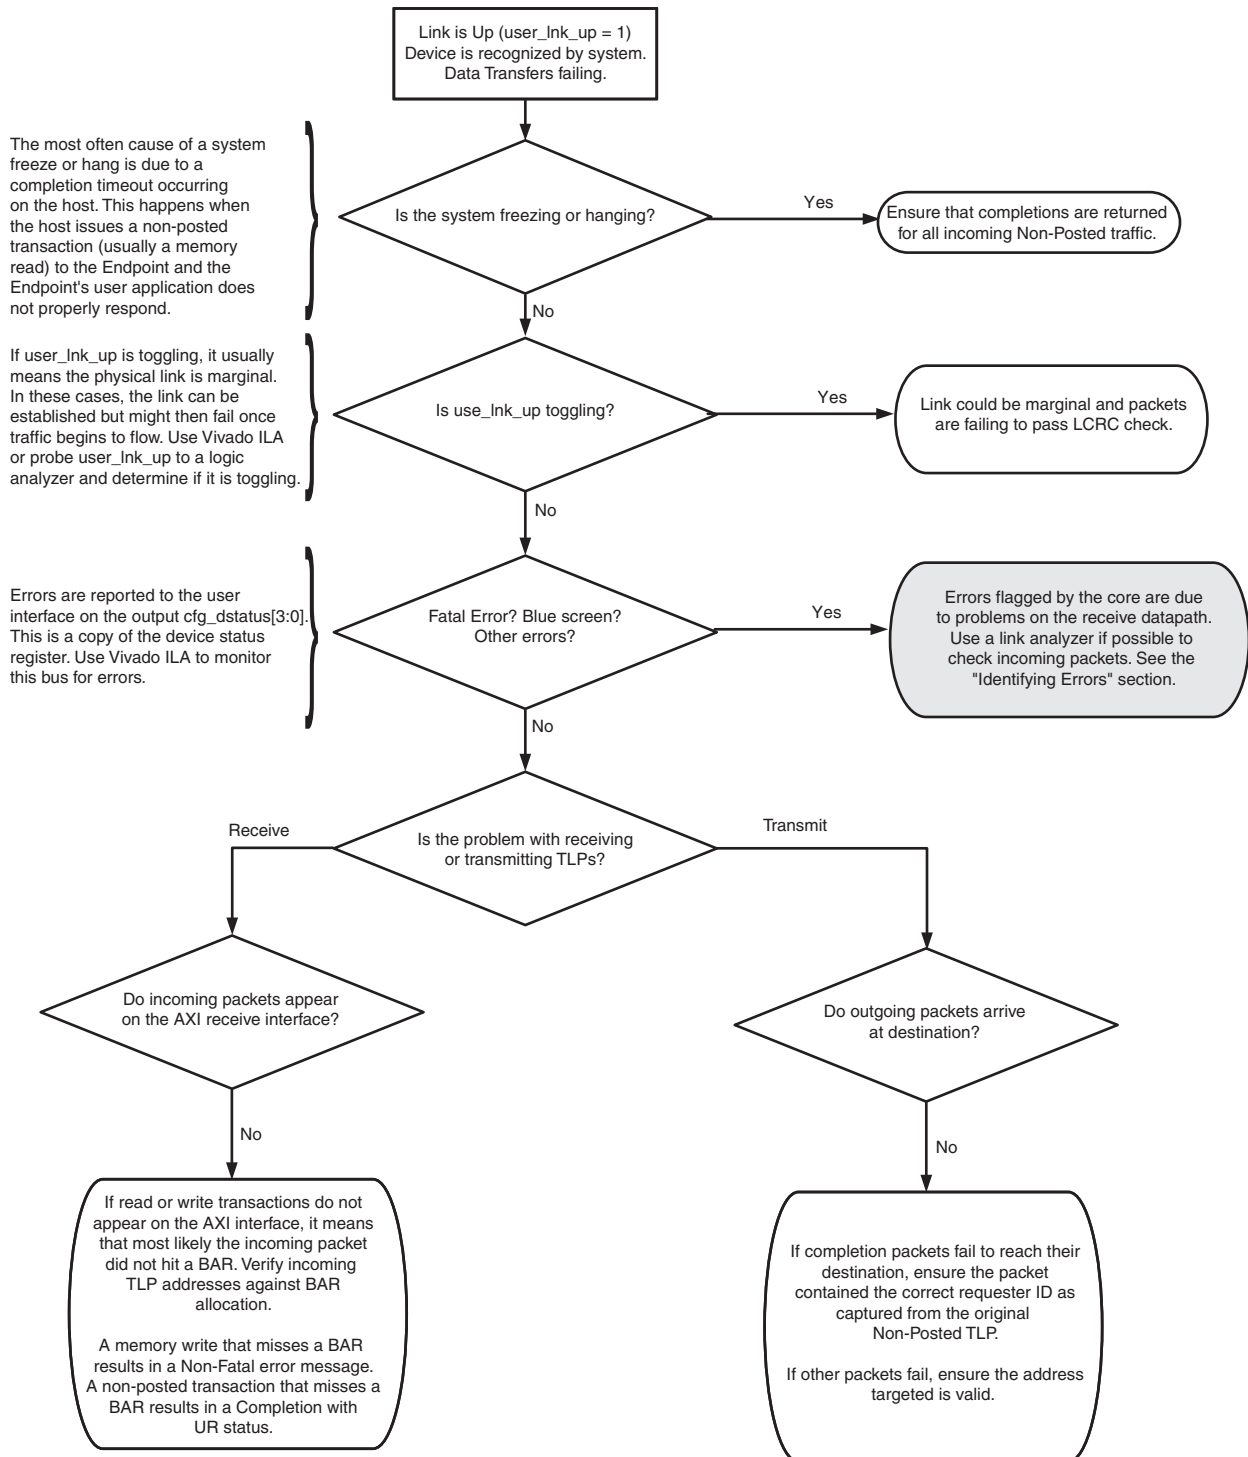 Link is Up (user_lnk_up = 1)
Device is recognized by system.
Data Transfers failing.
The most often cause of a system
freeze or hang is due to a
completion timeout occurring
on the host. This happens when
the host issues a non-posted
transaction (usually a memory
read) to the Endpoint and the
Endpoint's user application does
not properly respond.
Is the system freezing or hanging?
Yes
Ensure that completions are returned
for all incoming Non-Posted traffic.
No
If user_lnk_up is toggling, it usually
means the physical link is marginal.
In these cases, the link can be
established but might then fail once
traffic begins to flow. Use Vivado ILA
or probe user_lnk_up to a logic
analyzer and determine if it is toggling.
Is use_lnk_up toggling?
Yes
Link could be marginal and packets
are failing to pass LCRC check.
No
Errors are reported to the user
interface on the output cfg_dstatus[3:0].
This is a copy of the device status
register. Use Vivado ILA to monitor
this bus for errors.
Fatal Error? Blue screen?
Other errors?
Yes
Errors flagged by the core are due
to problems on the receive datapath.
Use a link analyzer if possible to
check incoming packets. See the
"Identifying Errors" section.
No
Is the problem with receiving
or transmitting TLPs?
Receive
Transmit
Do incoming packets appear
on the AXI receive interface?
Do outgoing packets arrive
at destination?
No
No
If read or write transactions do not
appear on the AXI interface, it means
that most likely the incoming packet
did not hit a BAR. Verify incoming
TLP addresses against BAR
allocation.
A memory write that misses a BAR
results in a Non-Fatal error message.
A non-posted transaction that misses a
BAR results in a Completion with
UR status.
If completion packets fail to reach their
destination, ensure the packet
contained the correct requester ID as
captured from the original
Non-Posted TLP.
If other packets fail, ensure the address
targeted is valid.